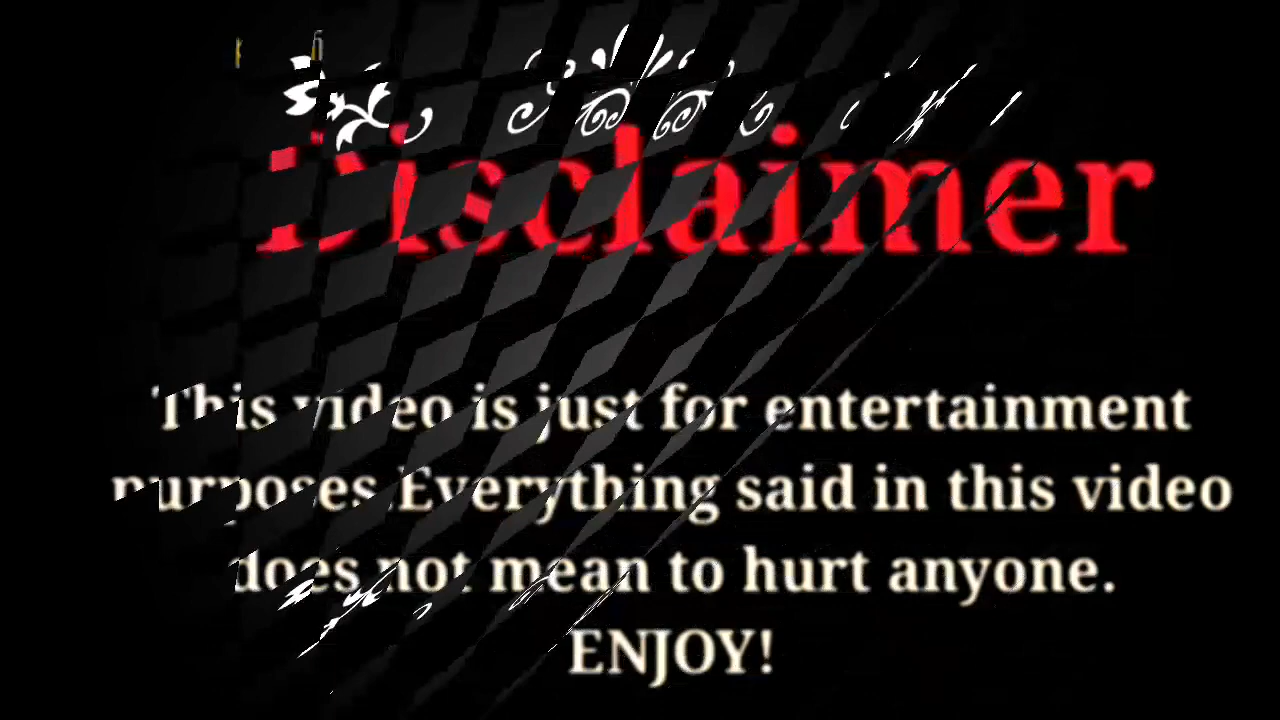 Disclaimer
This video is just for entertainment
purposes.Everything said in this video
does not mean to hurt anyone.
ENJOY!